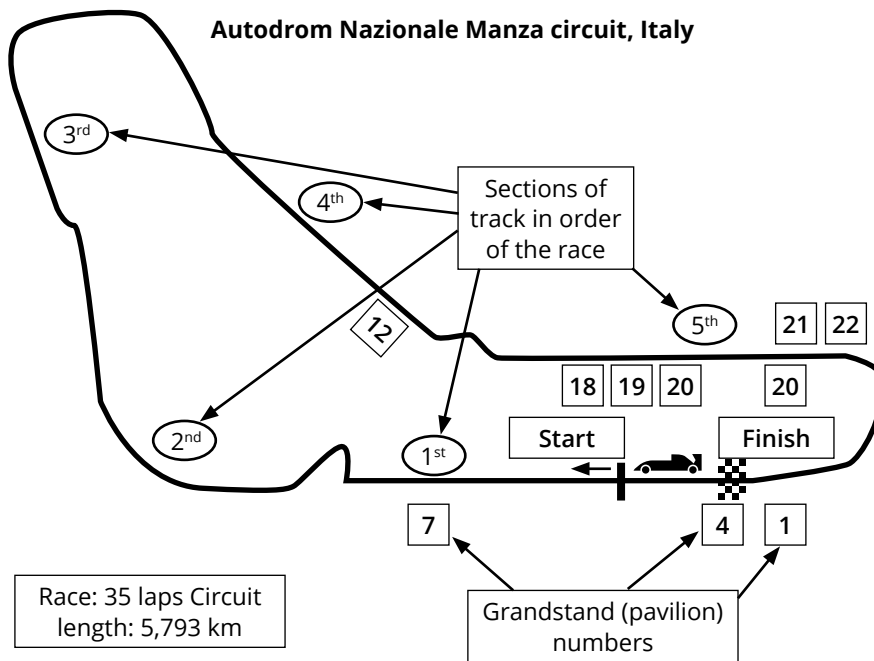 Autodrom Nazionale Manza circuit, Italy
3rd
4th
Sections of
track in order
of the race
12
5th
21
22
18
19
20
20
2nd
1st
Start
Finish
7
4
1
Race: 35 laps Circuit
length: 5,793 km
Grandstand (pavilion)
numbers